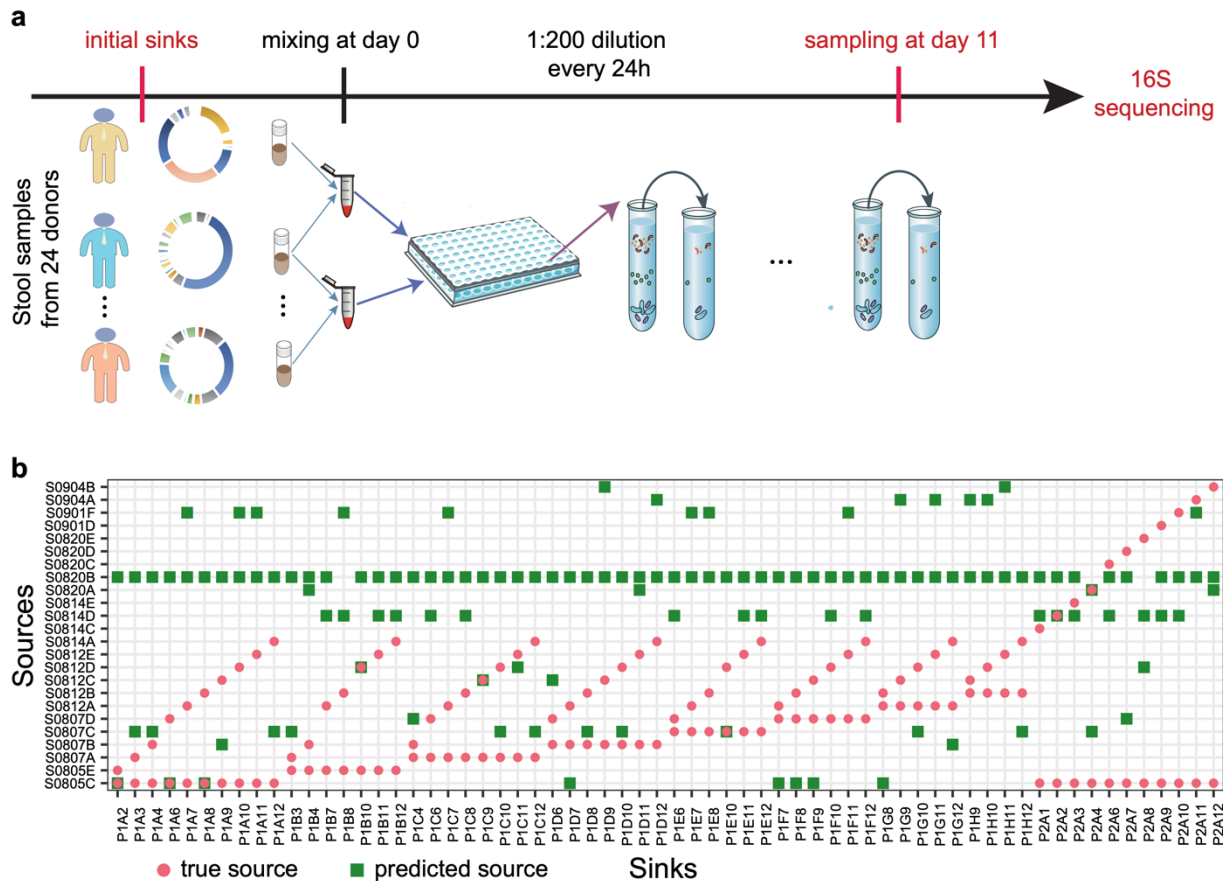 a
initial sinks
mixing at day 0
1:200 dilution
every 24h
sampling at day 11
16S
sequencing
Stool samples
from 24 donors
...
...
...
b
Sources
S0904B
S0904A
S0901F
S0901D
S0820E
S0820D
S0820C
S0820B
S0820A
S0814E
S0814D
S0814C
S0814A
S0812E
S0812D
S0812C
S0812B
S0812A
S0807D
S0807C
S0807B
S0807A
S0805E
S0805C
P1A2
P1A3
P1A4
P1A6
P1A7
P1A8
P1A9
P1A10
P1A11
P1A12
P1B3
P1B4
P1B7
P1B8
P1B10
P1B11
P1B12
P1C4
P1C6
P1C7
P1C8
P1C9
P1C10
P1C11
P1C12
P1D6
P1D7
P1D8
P1D9
P1D10
P1D11
P1D12
P1E6
P1E7
P1E8
P1E10
P1E11
P1E12
P1F7
P1F8
P1F9
P1F10
P1F11
P1F12
P1G8
P1G9
P1G10
P1G11
P1G12
P1H9
P1H10
P1H11
P1H12
P2A1
P2A2
P2A3
P2A4
P2A6
P2A7
P2A8
P2A9
P2A10
P2A11
P2A12
true source
predicted source
Sinks